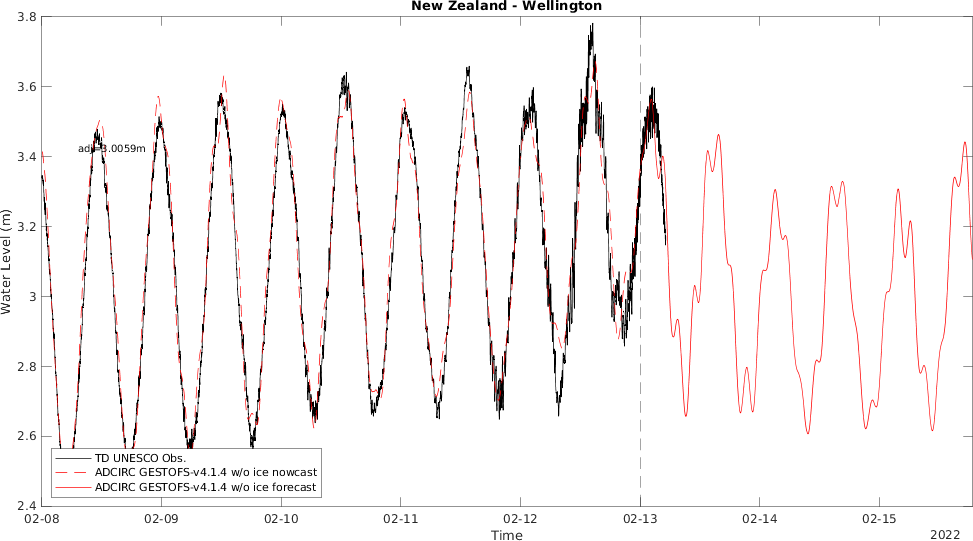 New Zealand - Wellington
3.8
3.6
3.4
3.2
3
2.8
2.6
2.4
Water Level (m)
adj=3.0059m
TD UNESCO Obs.
ADCIRC GESTOFS-v4.1.4 w/o ice nowcast
ADCIRC GESTOFS-v4.1.4 w/o ice forecast
02-08
02-09
02-10
02-11
02-12
02-13
02-14
02-15
Time
2022